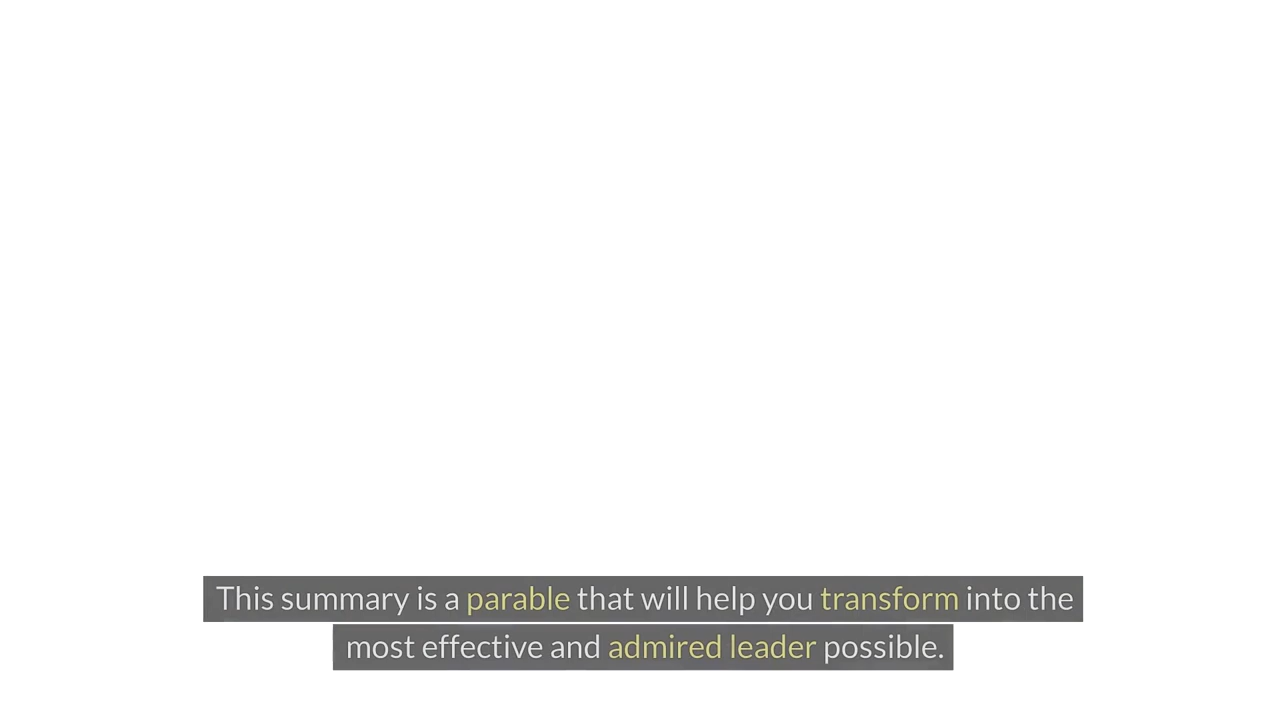 This summary is a parable that will help you transform into the
most effective and admired leader possible.